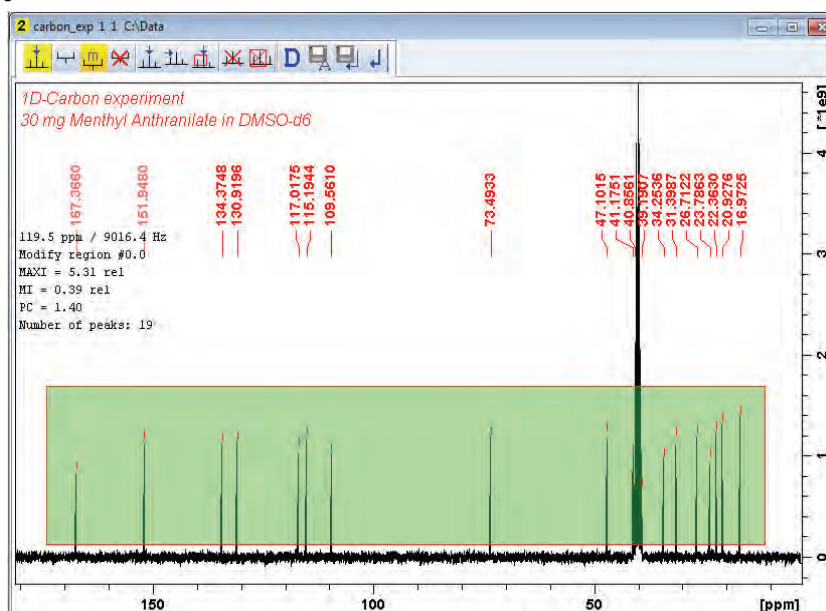 2 carbon_exp 1 1 C:\Data
m D A
1D-Carbon experiment
30 mg Menthyl Anthranilate in DMSO-d6
167.3660
151.9480
134.3748
130.9196
117.0175
115.1944
109.5610
73.4933
47.1015
41.1751
40.8561
39.1907
34.2536
31.3987
26.7122
23.7863
22.3630
20.9276
16.9725
119.5 ppm / 9016.4 Hz
Modify region #0.0
MAXI = 5.31 rel
MI = 0.39 rel
PC = 1.40
Number of peaks: 19
[*1e9]
4
3
2
1
0
150 100 50 [ppm]